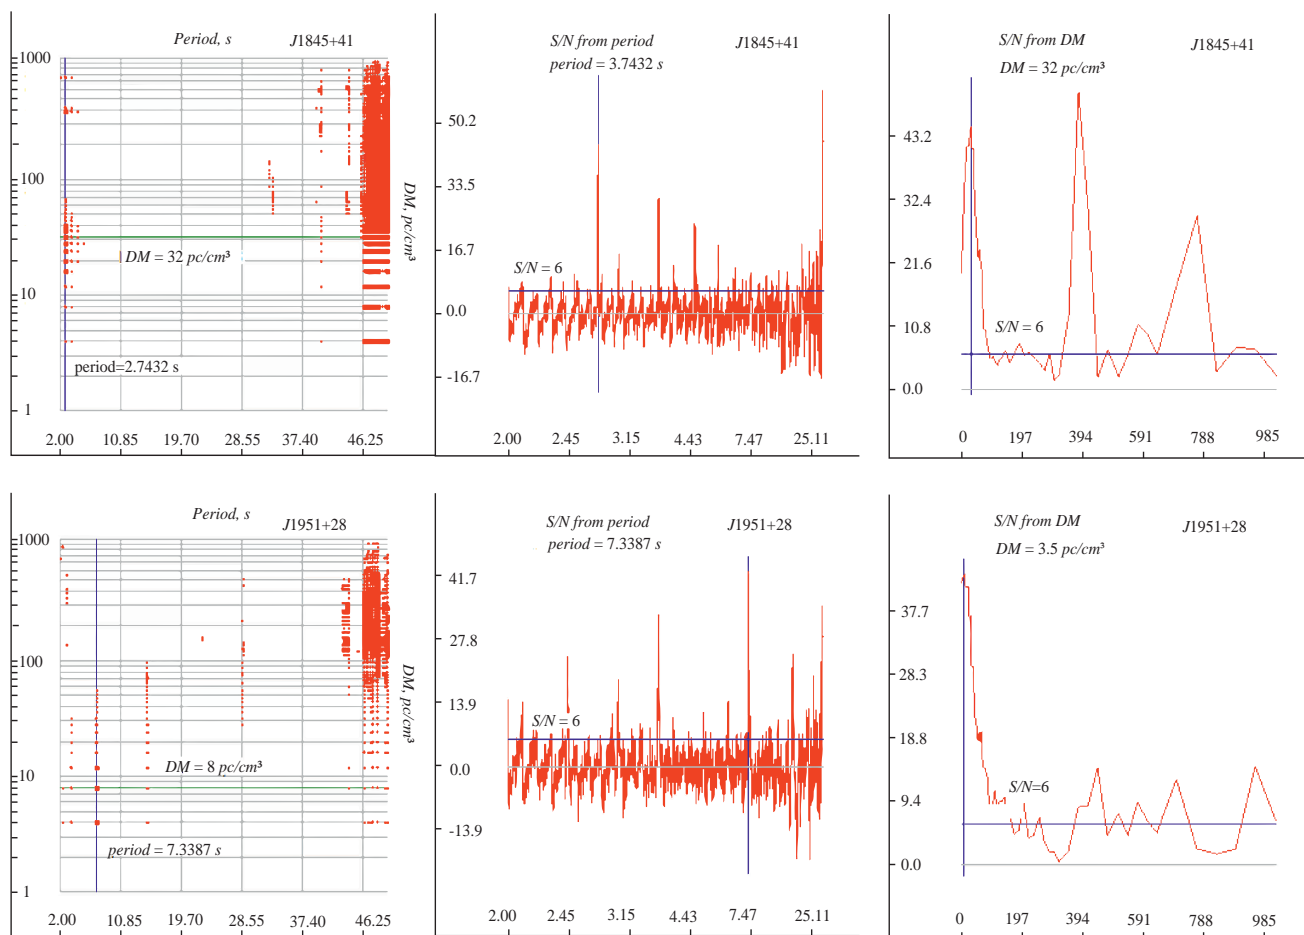 Period, s
J1845+41
1000
100
10
1
DM = 32 pc/cm³
period=2.7432 s
DM, pc/cm³
2.00 10.85 19.70 28.55 37.40 46.25
S/N from period
J1845+41
period = 3.7432 s
50.2
33.5
16.7
0.0
-16.7
S/N = 6
2.00 2.45 3.15 4.43 7.47 25.11
S/N from DM
J1845+41
DM = 32 pc/cm³
43.2
32.4
21.6
10.8
0.0
S/N = 6
0 197 394 591 788 985
Period, s
J1951+28
1000
100
10
1
DM = 8 pc/cm³
period = 7.3387 s
DM, pc/cm³
2.00 10.85 19.70 28.55 37.40 46.25
S/N from period
J1951+28
period = 7.3387 s
41.7
27.8
13.9
0.0
-13.9
S/N = 6
2.00 2.45 3.15 4.43 7.47 25.11
S/N from DM
J1951+28
DM = 3.5 pc/cm³
37.7
28.3
18.8
9.4
0.0
S/N=6
0 197 394 591 788 985